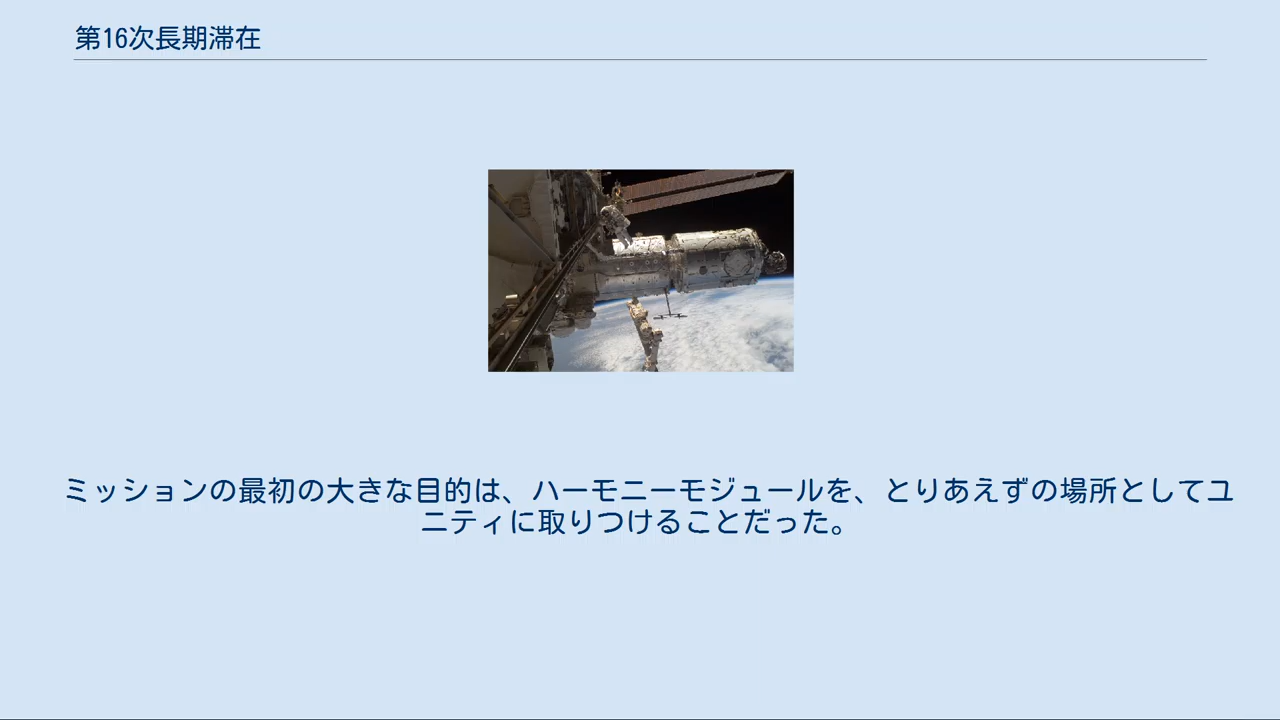 第16次長期滞在
ミッションの最初の大きな目的は、ハーモニーモジュールを、とりあえずの場所としてユ
ニティに取りつけることだった。